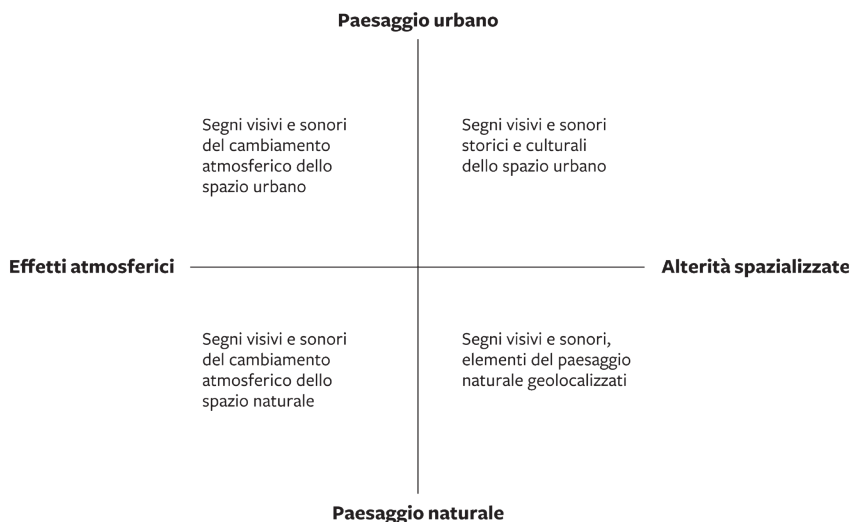 Paesaggio urbano
Segni visivi e sonori
del cambiamento
atmosferico dello
spazio urbano
Segni visivi e sonori
storici e culturali
dello spazio urbano
Effetti atmosferici
Alterità spazializzate
Segni visivi e sonori
del cambiamento
atmosferico dello
spazio naturale
Segni visivi e sonori,
elementi del paesaggio
naturale geolocalizzati
Paesaggio naturale